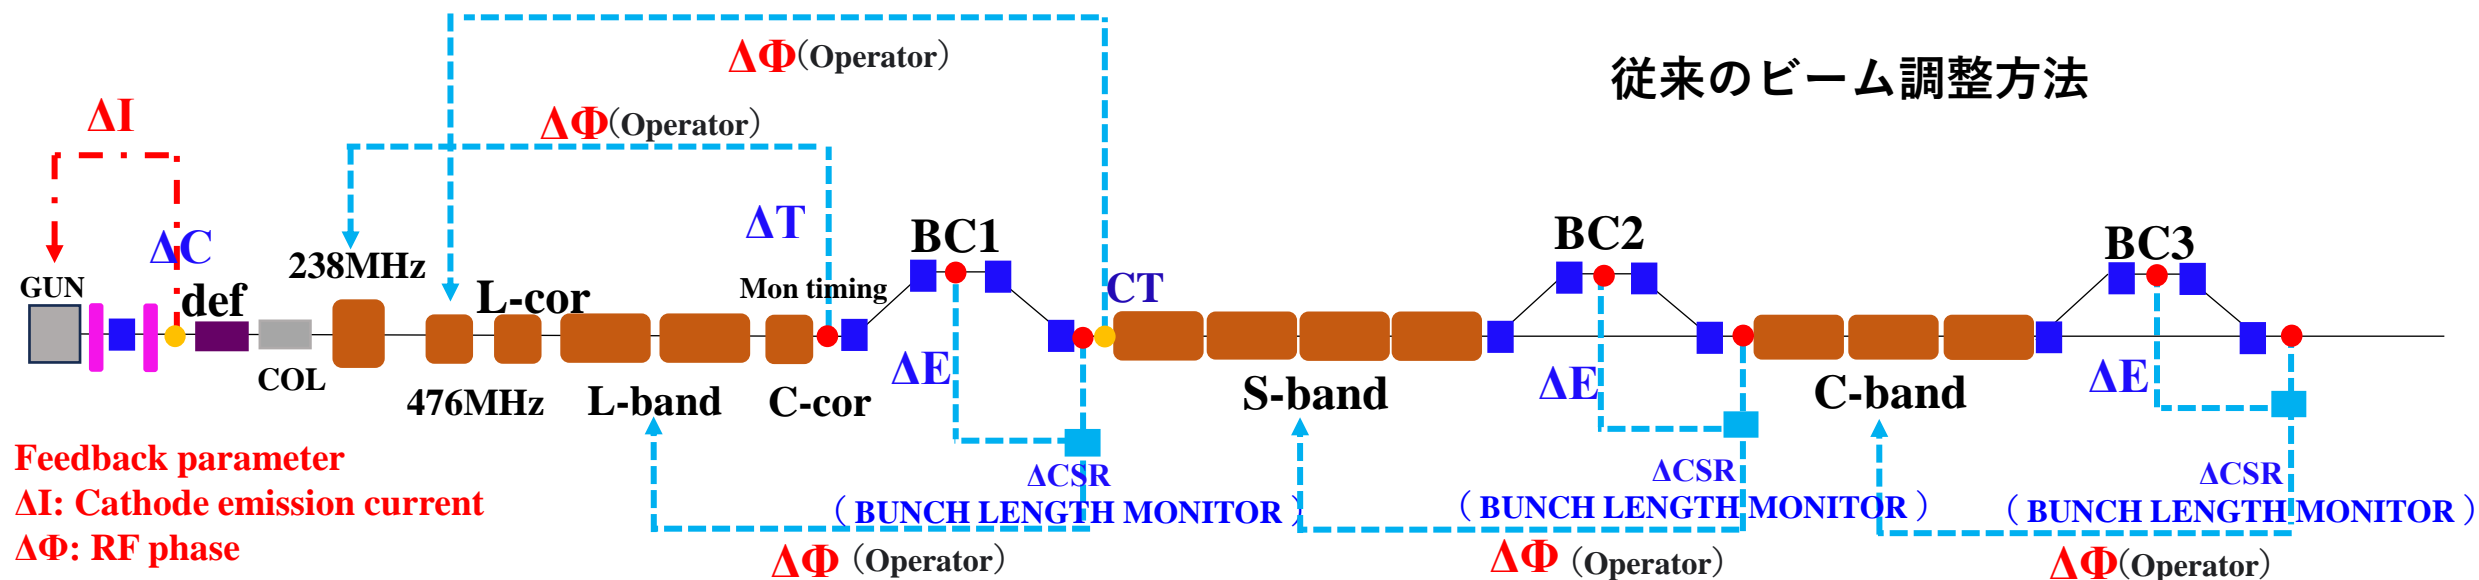 従来のビーム調整方法
ΔΦ(Operator)
ΔΦ(Operator)
ΔI
ΔC
ΔT
BC1
BC2
BC3
GUN
def
238MHz
L-cor
Mon timing
CT
COL
476MHz
L-band
C-cor
ΔE
S-band
ΔE
C-band
ΔE
ΔCSR
( BUNCH LENGTH MONITOR )
ΔCSR
( BUNCH LENGTH MONITOR )
ΔCSR
( BUNCH LENGTH MONITOR )
ΔΦ (Operator)
ΔΦ (Operator)
ΔΦ(Operator)
Feedback parameter
ΔI: Cathode emission current
ΔΦ: RF phase